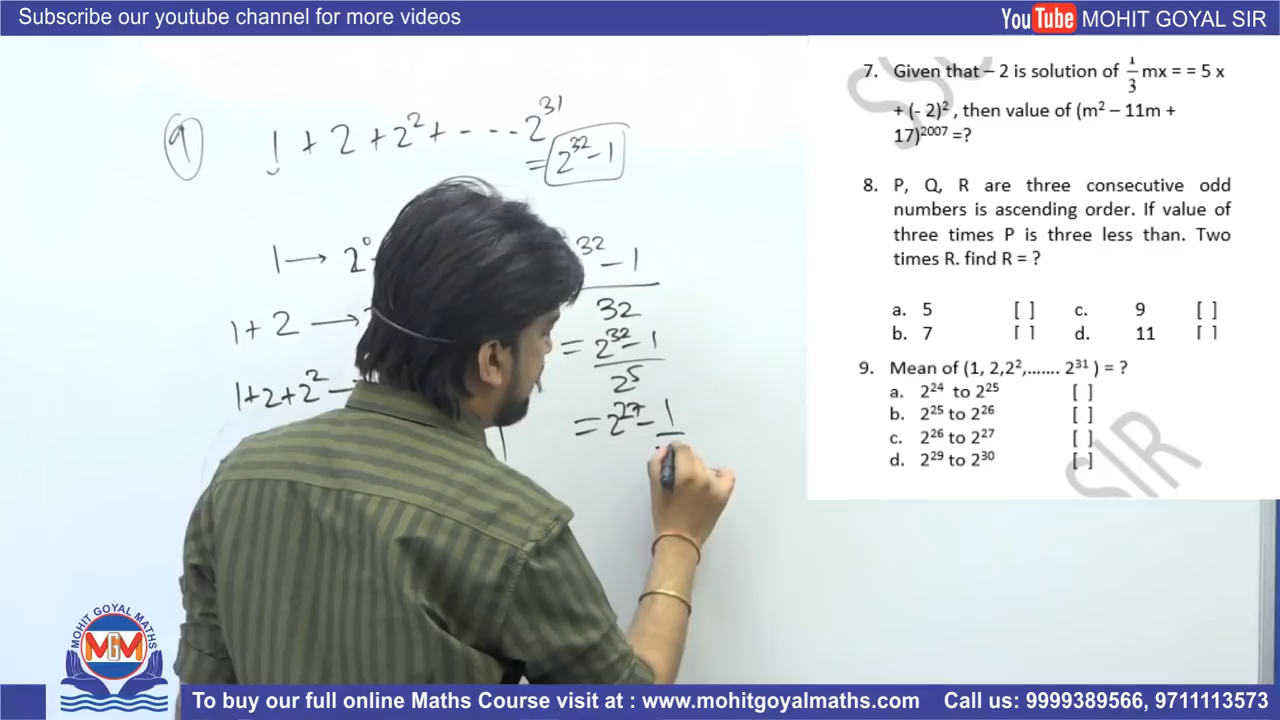 Subscribe our youtube channel for more videos
You Tube MOHIT GOYAL SIR
9 1 + 2 + 2² + ---- 2³¹
= 2³² - 1
1 → 2⁰
1 + 2 →
1+2+2² -
³² - 1
32
= 2³² - 1
2⁵
= 2²⁷ - 1
7. Given that – 2 is solution of 1/3 mx = = 5 x
+ (- 2)² , then value of (m² – 11m +
17)²⁰⁰⁷ =?
8. P, Q, R are three consecutive odd
numbers is ascending order. If value of
three times P is three less than. Two
times R. find R = ?
a. 5 [ ] c. 9 [ ]
b. 7 [ ] d. 11 [ ]
9. Mean of (1, 2,2²,....... 2³¹ ) = ?
a. 2²⁴ to 2²⁵ [ ]
b. 2²⁵ to 2²⁶ [ ]
c. 2²⁶ to 2²⁷ [ ]
d. 2²⁹ to 2³⁰ [ ]
SIR
MOHIT GOYAL MATHS
MGM
To buy our full online Maths Course visit at : www.mohitgoyalmaths.com Call us: 9999389566, 9711113573